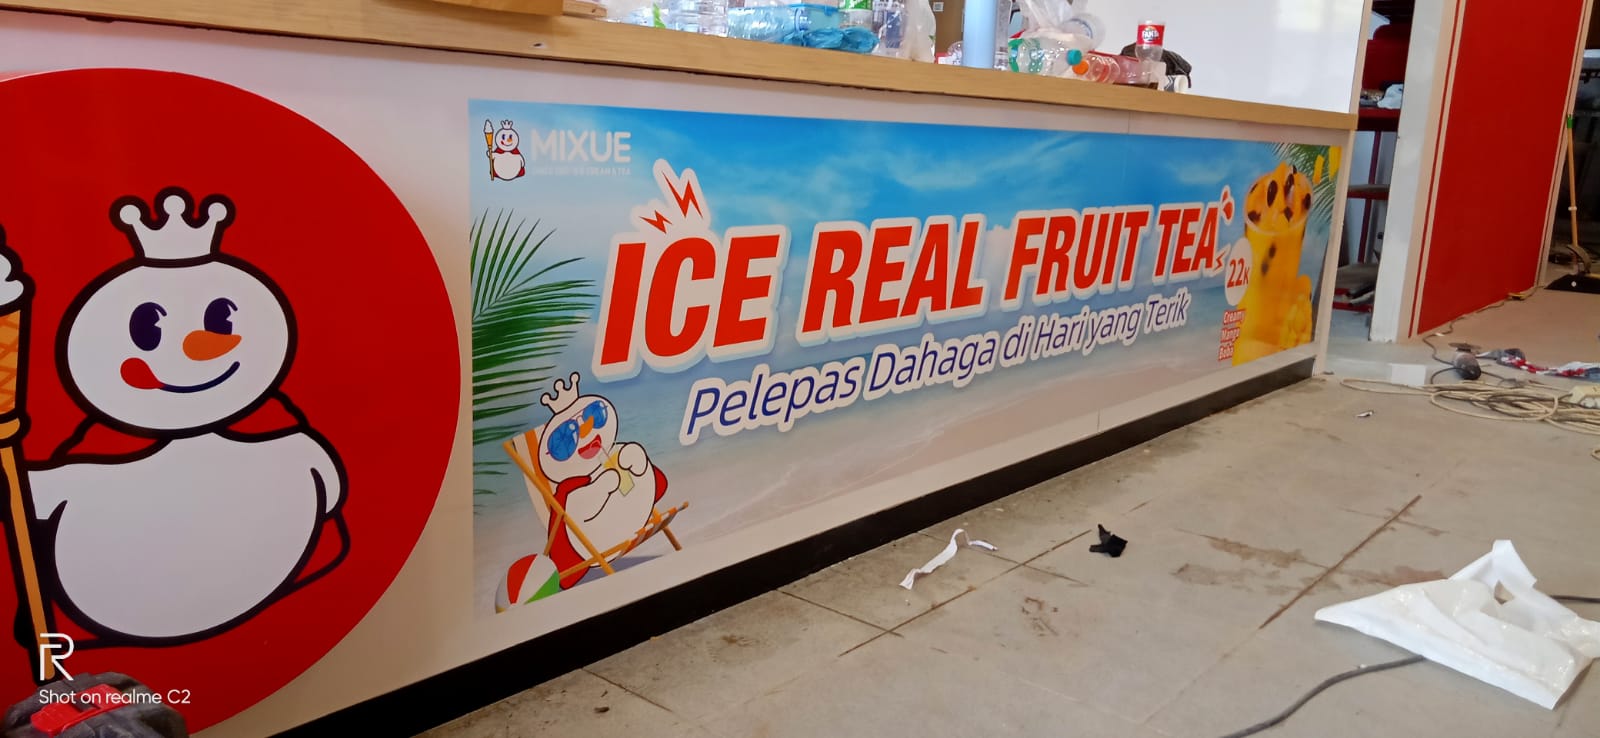 MIXUE
ICE REAL FRUIT TEA
Pelepas Dahaga di Hari yang Terik
22K
Creamy
Mango
Boba
FANTA
Shot on realme C2